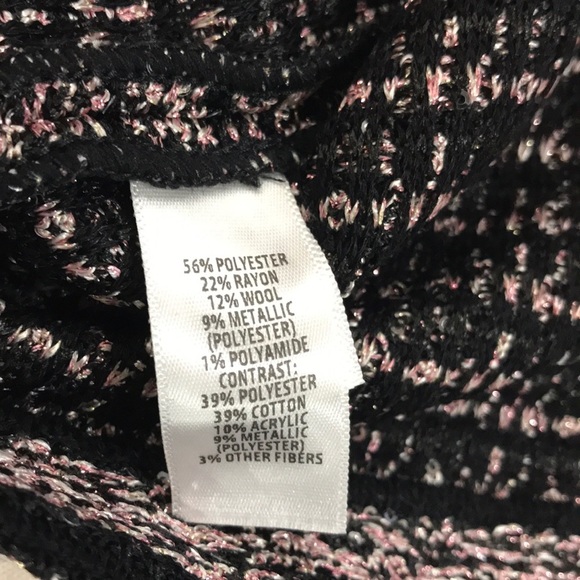 56% POLYESTER
22% RAYON
12% WOOL
9% METALLIC
(POLYESTER)
1% POLYAMIDE
CONTRAST:
39% POLYESTER
39% COTTON
10% ACRYLIC
9% METALLIC
(POLYESTER)
3% OTHER FIBERS